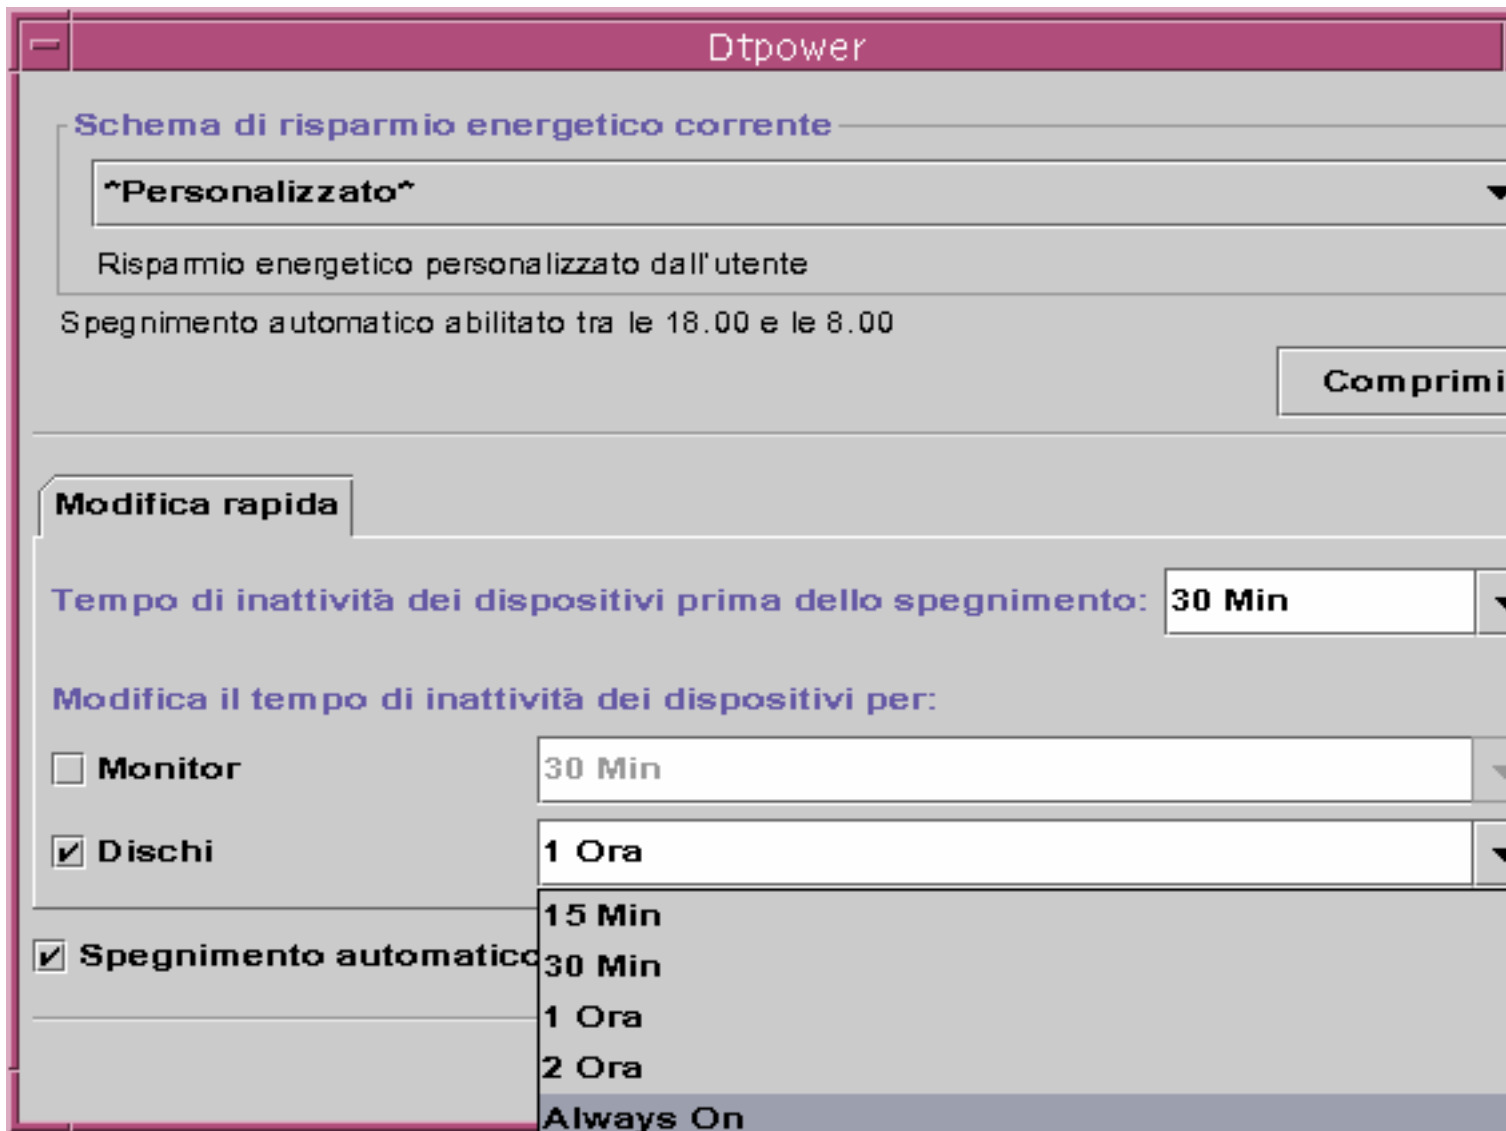 Dtpower
Schema di risparmio energetico corrente
*Personalizzato*
Risparmio energetico personalizzato dall'utente
Spegnimento automatico abilitato tra le 18.00 e le 8.00
Comprimi
Modifica rapida
Tempo di inattività dei dispositivi prima dello spegnimento: 30 Min
Modifica il tempo di inattività dei dispositivi per:
Monitor 30 Min
Dischi 1 Ora
15 Min
Spegnimento automatico
30 Min
1 Ora
2 Ora
Always On